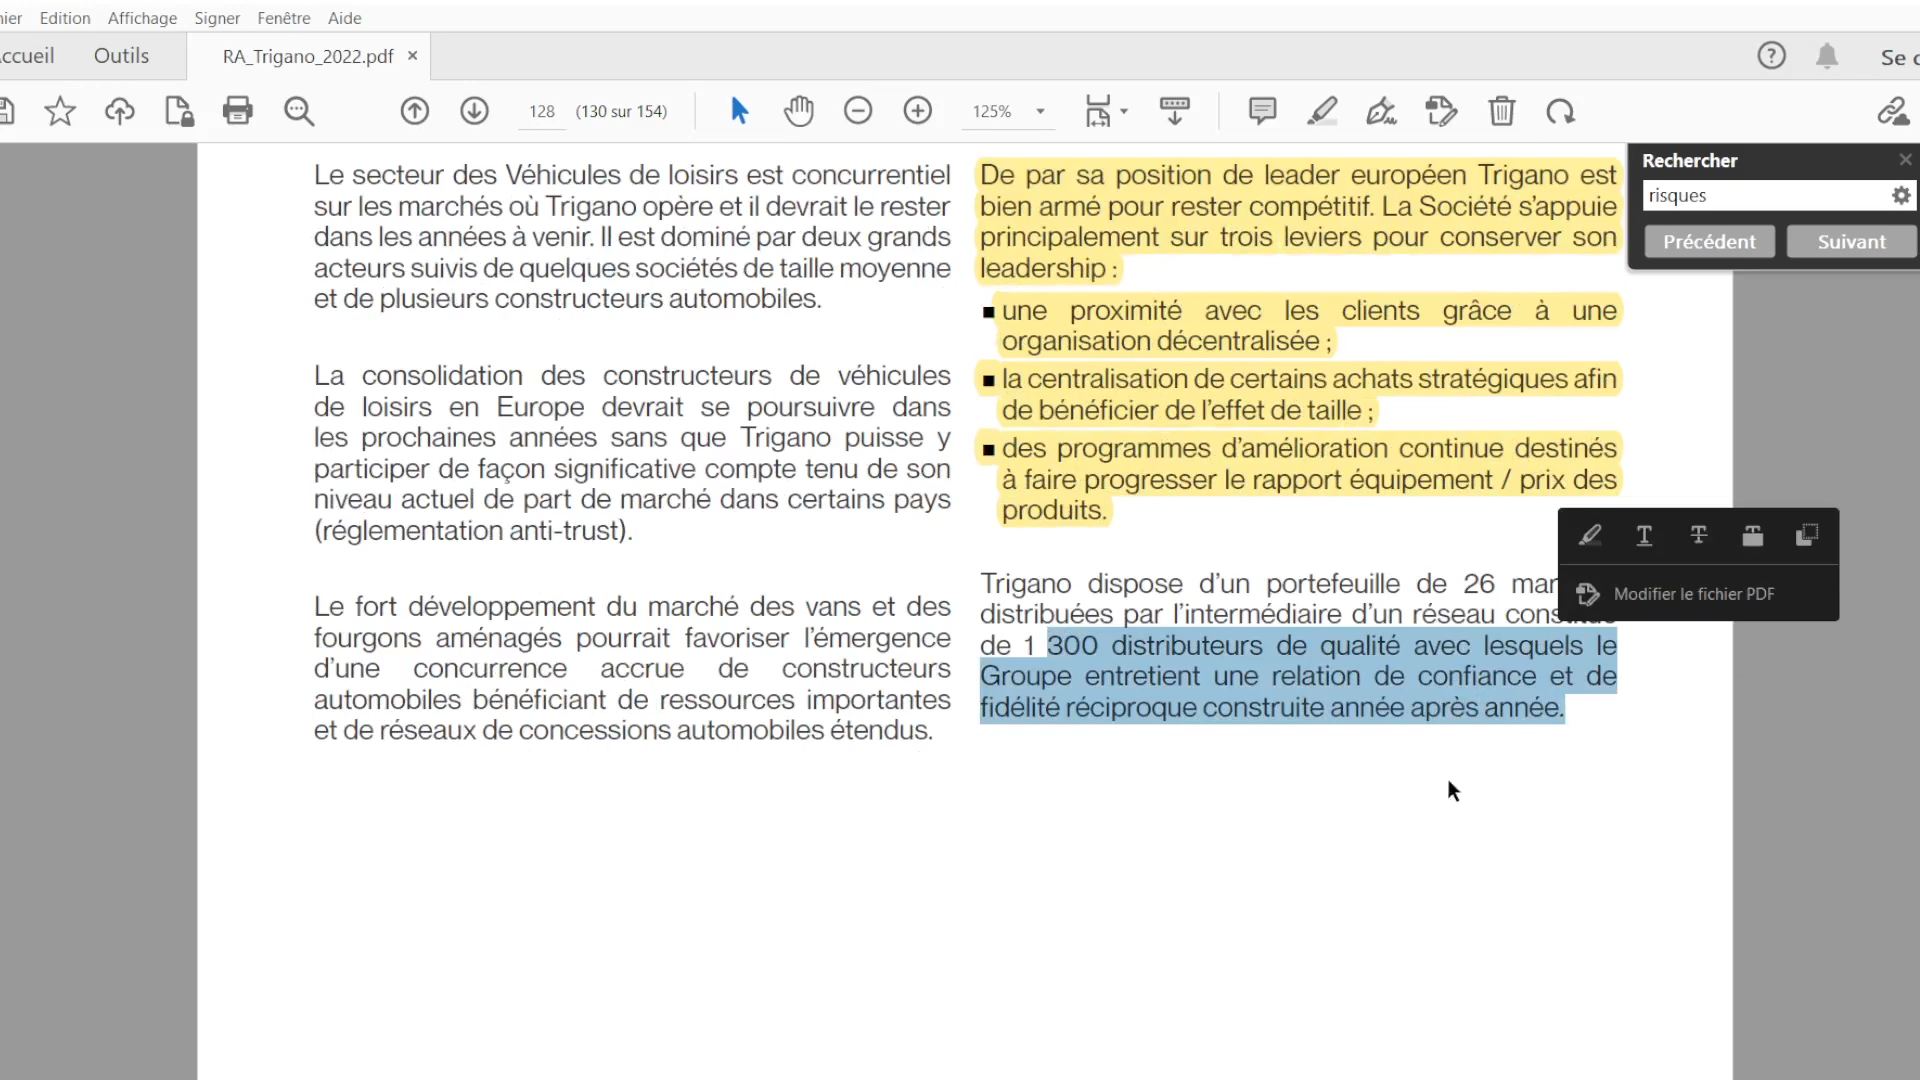 Edition Affichage Signer Fenêtre Aide
Outils
RA_Trigano_2022.pdf ×
Se
128 (130 sur 154)
125%
Rechercher
risques
Précédent Suivant
Le secteur des Véhicules de loisirs est concurrentiel
sur les marchés où Trigano opère et il devrait le rester
dans les années à venir. Il est dominé par deux grands
acteurs suivis de quelques sociétés de taille moyenne
et de plusieurs constructeurs automobiles.
La consolidation des constructeurs de véhicules
de loisirs en Europe devrait se poursuivre dans
les prochaines années sans que Trigano puisse y
participer de façon significative compte tenu de son
niveau actuel de part de marché dans certains pays
(réglementation anti-trust).
Le fort développement du marché des vans et des
fourgons aménagés pourrait favoriser l’émergence
d’une concurrence accrue de constructeurs
automobiles bénéficiant de ressources importantes
et de réseaux de concessions automobiles étendus.
De par sa position de leader européen Trigano est
bien armé pour rester compétitif. La Société s’appuie
principalement sur trois leviers pour conserver son
leadership :
■ une proximité avec les clients grâce à une
organisation décentralisée ;
■ la centralisation de certains achats stratégiques afin
de bénéficier de l’effet de taille ;
■ des programmes d’amélioration continue destinés
à faire progresser le rapport équipement / prix des
produits.
Trigano dispose d’un portefeuille de 26
distribuées par l’intermédiaire d’un réseau
de 1 300 distributeurs de qualité avec lesquels le
Groupe entretient une relation de confiance et de
fidélité réciproque construite année après année.
Modifier le fichier PDF